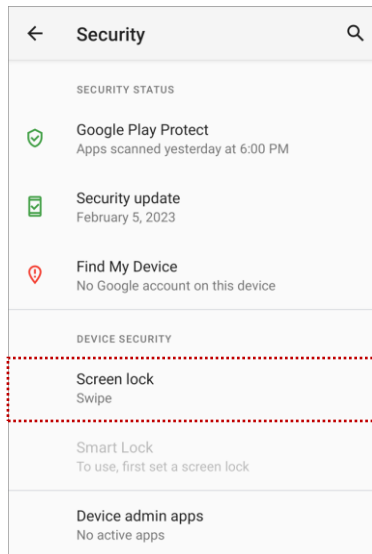 Security
SECURITY STATUS
Google Play Protect
Apps scanned yesterday at 6:00 PM
Security update
February 5, 2023
Find My Device
No Google account on this device
DEVICE SECURITY
Screen lock
Swipe
Smart Lock
To use, first set a screen lock
Device admin apps
No active apps